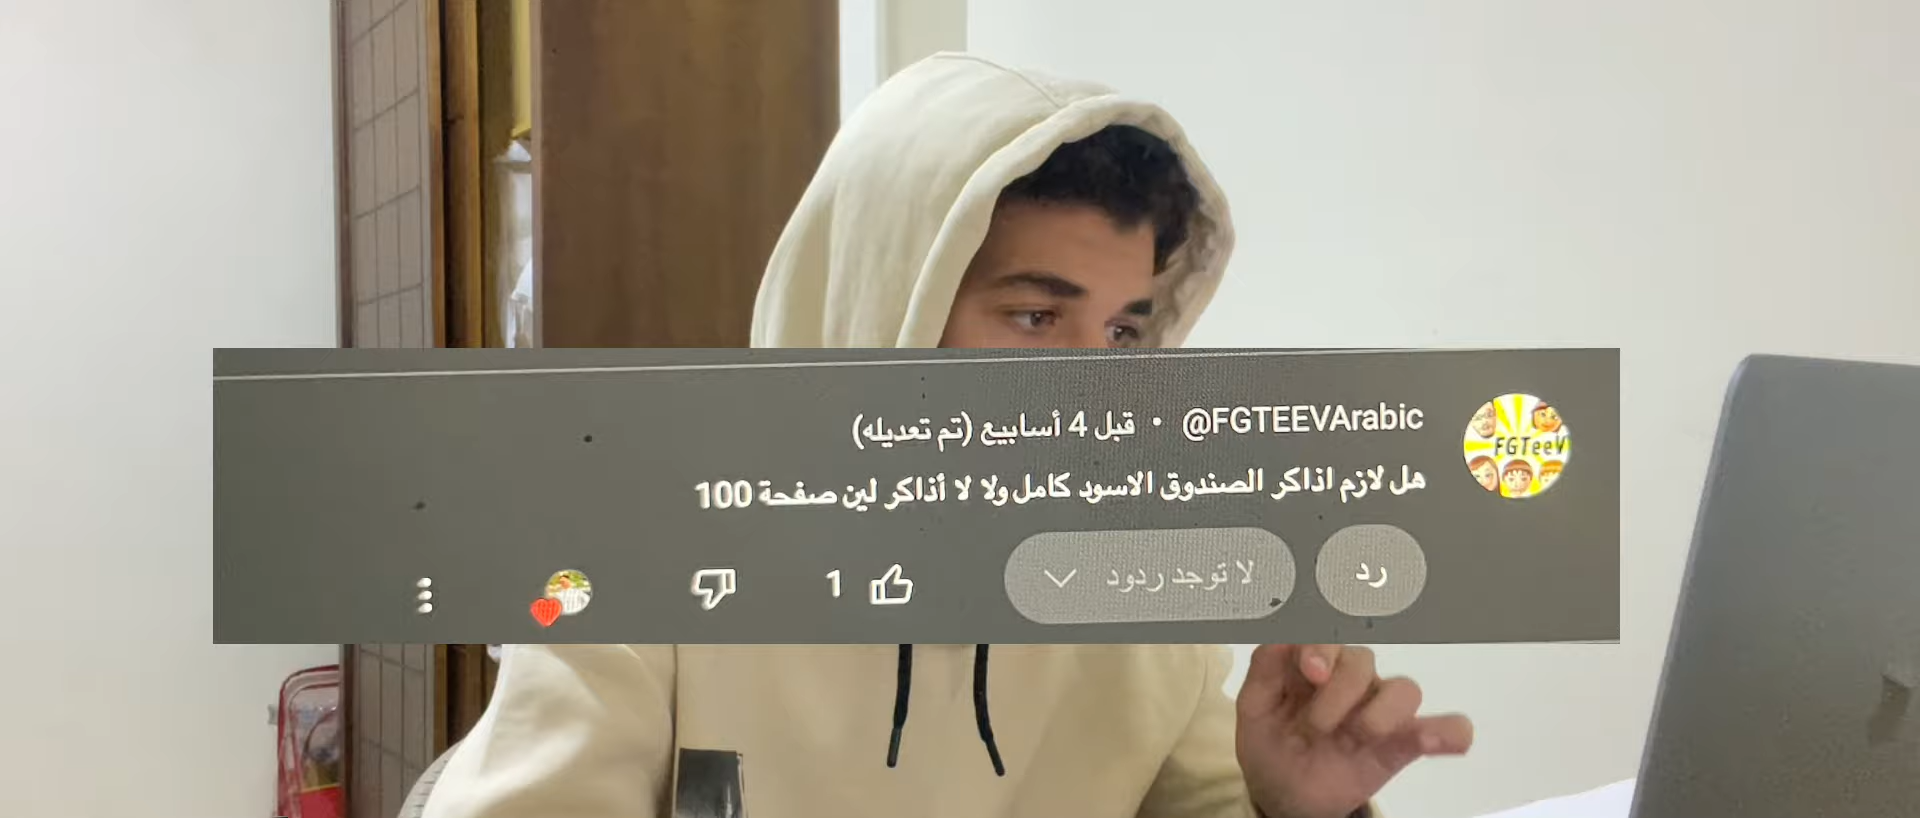 @FGTEEVArabic • قبل 4 أسابيع (تم تعديله)
FGTeeV
هل لازم اذاكر الصندوق الاسود كامل ولا لا أذاكر لين صفحة 100
رد
لا توجد ردود
1